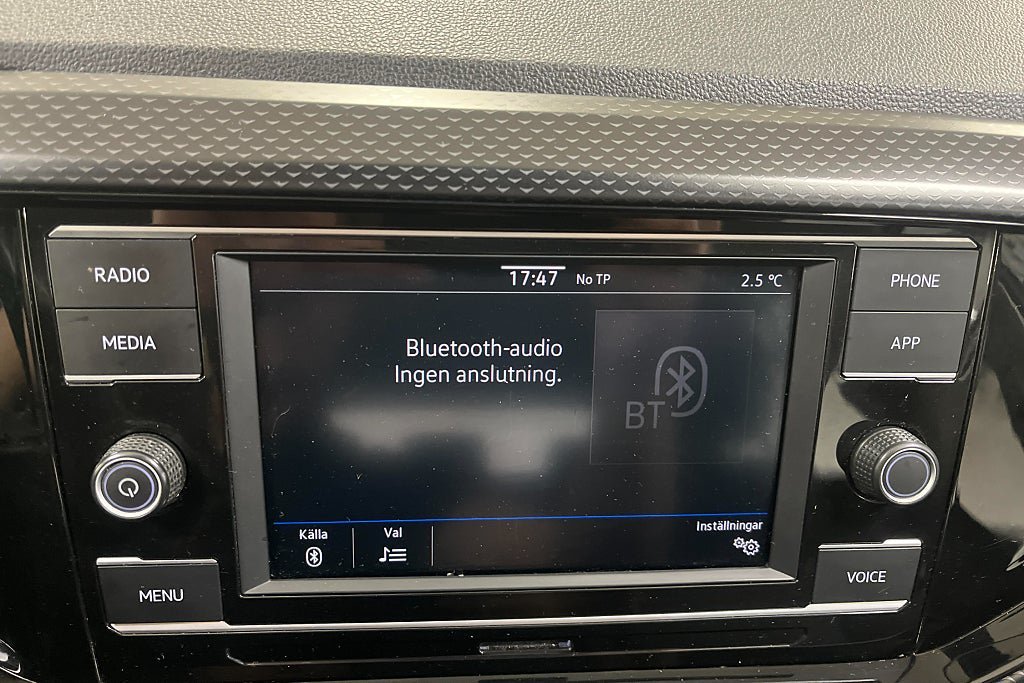 RADIO
MEDIA
MENU
17:47 No TP 2.5 °C
Bluetooth-audio
Ingen anslutning.
BT
Källa Val Inställningar
PHONE
APP
VOICE